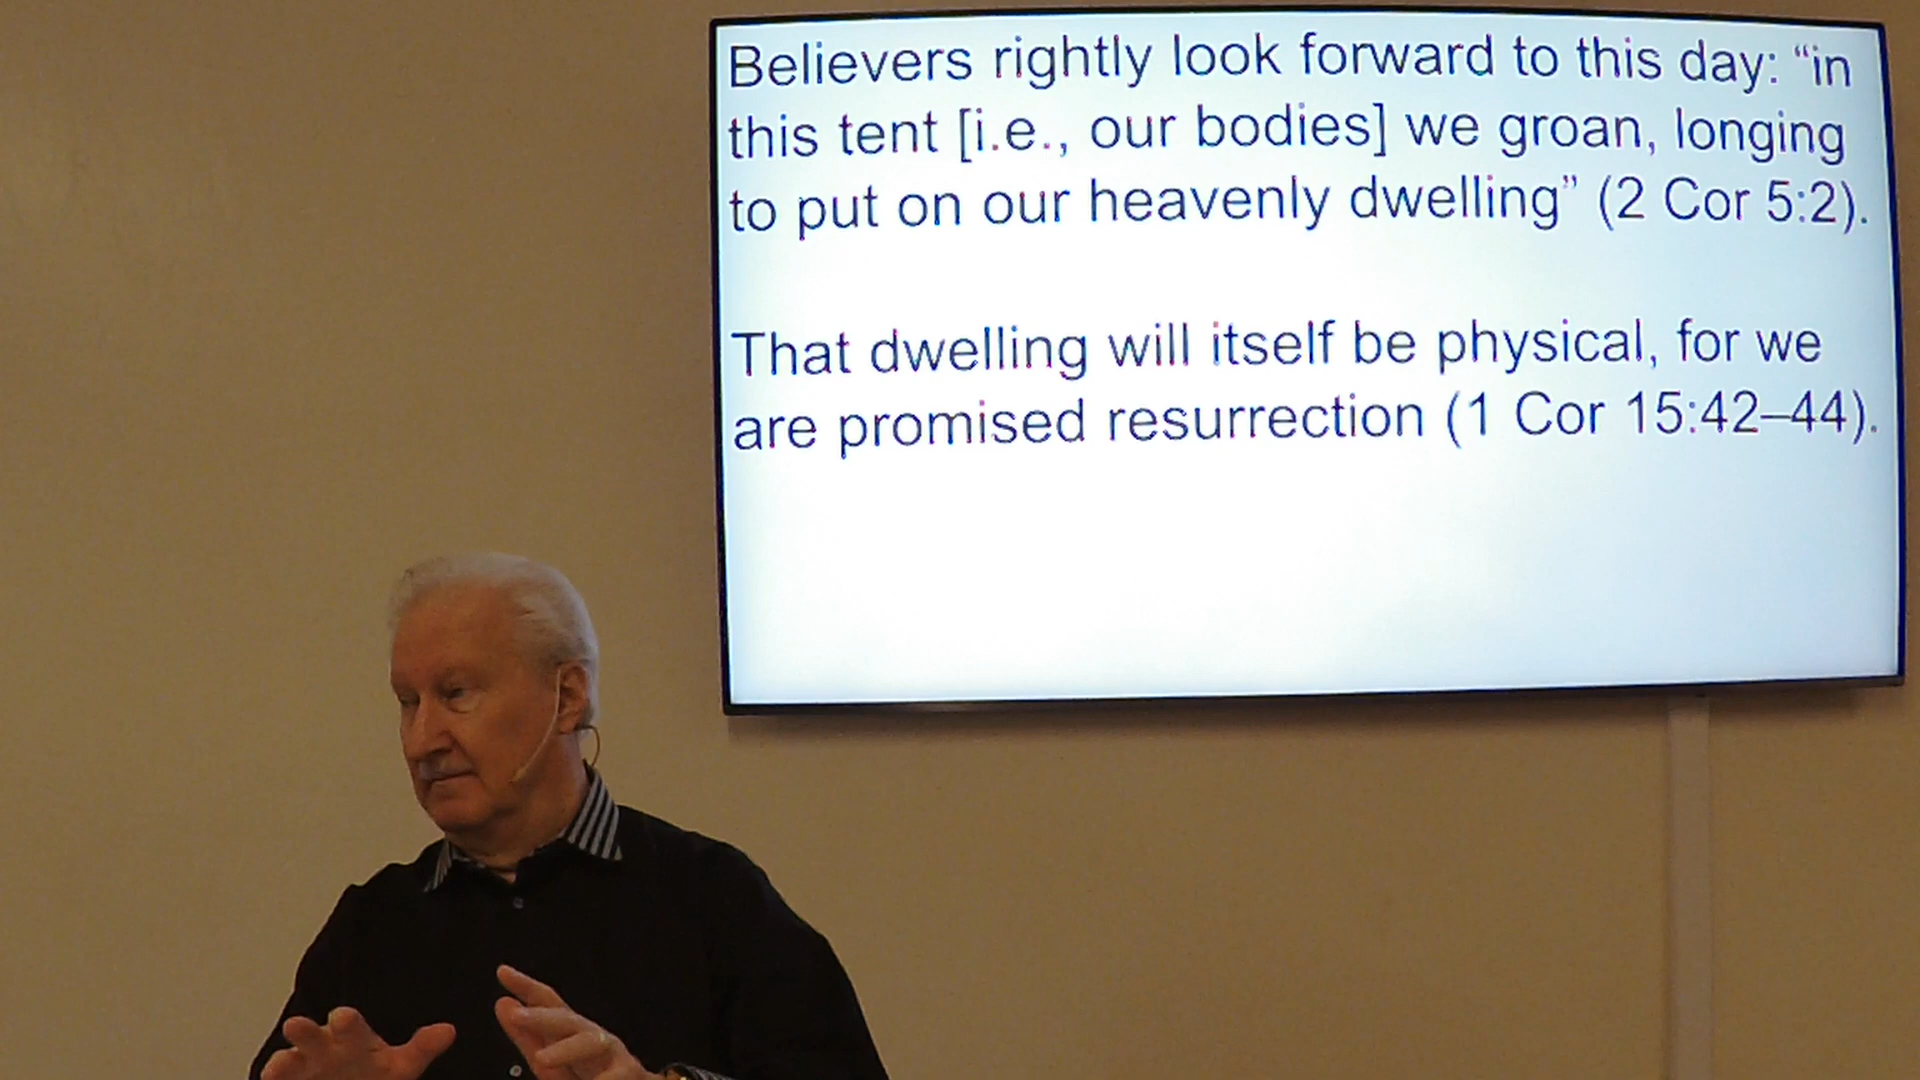 Believers rightly look forward to this day: “in
this tent [i.e., our bodies] we groan, longing
to put on our heavenly dwelling” (2 Cor 5:2).
That dwelling will itself be physical, for we
are promised resurrection (1 Cor 15:42–44).